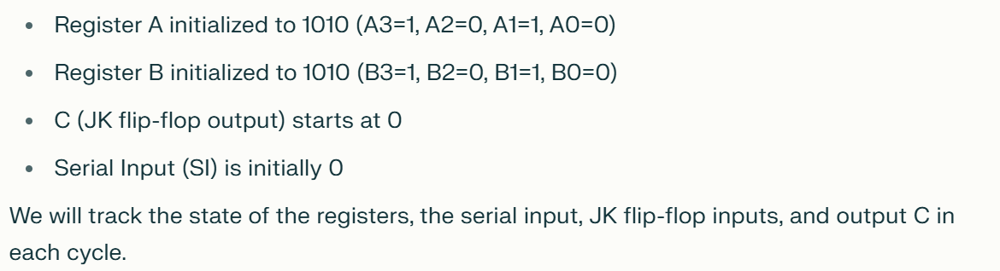 • Register A initialized to 1010 (A3=1, A2=0, A1=1, A0=0)
• Register B initialized to 1010 (B3=1, B2=0, B1=1, B0=0)
• C (JK flip-flop output) starts at 0
• Serial Input (SI) is initially 0
We will track the state of the registers, the serial input, JK flip-flop inputs, and output C in
each cycle.